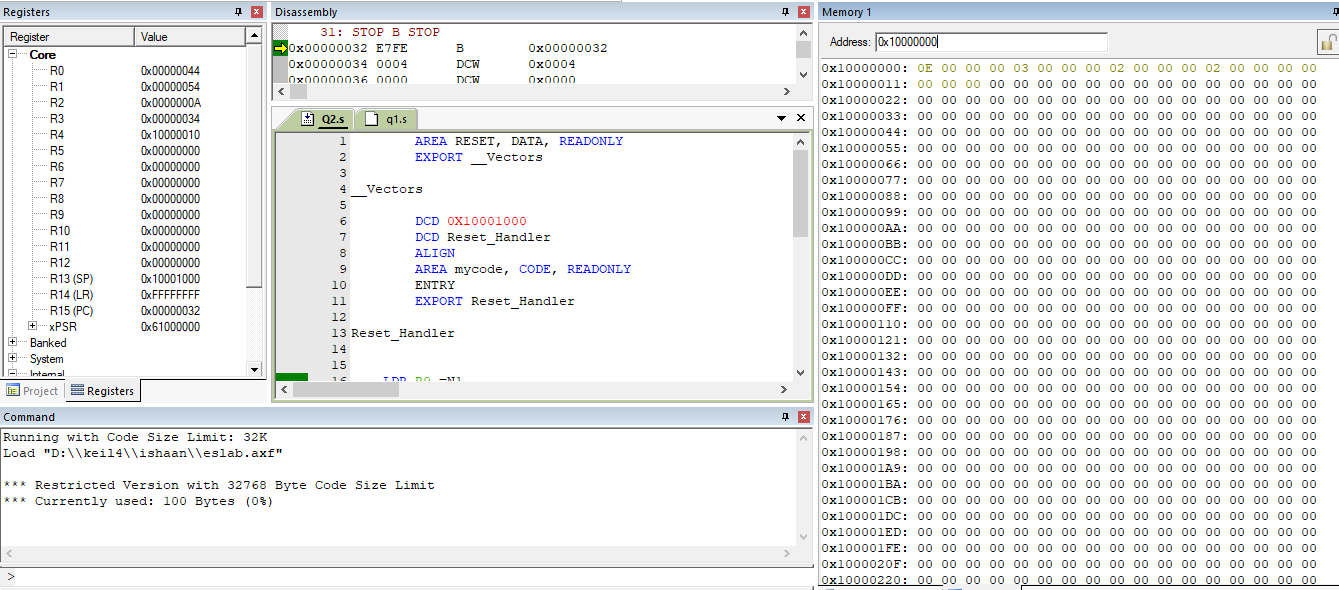 Registers
Register Value
Core
R0 0x00000044
R1 0x00000054
R2 0x0000000A
R3 0x00000034
R4 0x10000010
R5 0x00000000
R6 0x00000000
R7 0x00000000
R8 0x00000000
R9 0x00000000
R10 0x00000000
R11 0x00000000
R12 0x00000000
R13 (SP) 0x10001000
R14 (LR) 0xFFFFFFFF
R15 (PC) 0x00000032
xPSR 0x61000000
Banked
System
Internal
Project Registers
Disassembly
31: STOP B STOP
0x00000032 E7FE B 0x00000032
0x00000034 0004 DCW 0x0004
0x00000036 0000 DCW 0x0000
Q2.s q1.s
1 AREA RESET, DATA, READONLY
2 EXPORT __Vectors
3
4 __Vectors
5
6 DCD 0X10001000
7 DCD Reset_Handler
8 ALIGN
9 AREA mycode, CODE, READONLY
10 ENTRY
11 EXPORT Reset_Handler
12
13 Reset_Handler
14
15
16 LDR R0 =N1
Command
Running with Code Size Limit: 32K
Load "D:\\keil4\\ishaan\\eslab.axf"
*** Restricted Version with 32768 Byte Code Size Limit
*** Currently used: 100 Bytes (0%)
>
Memory 1
Address: 0x10000000
0x10000000: 0E 00 00 00 03 00 00 00 02 00 00 00 02 00 00 00 00
0x10000011: 00 00 00 00 00 00 00 00 00 00 00 00 00 00 00 00 00
0x10000022: 00 00 00 00 00 00 00 00 00 00 00 00 00 00 00 00 00
0x10000033: 00 00 00 00 00 00 00 00 00 00 00 00 00 00 00 00 00
0x10000044: 00 00 00 00 00 00 00 00 00 00 00 00 00 00 00 00 00
0x10000055: 00 00 00 00 00 00 00 00 00 00 00 00 00 00 00 00 00
0x10000066: 00 00 00 00 00 00 00 00 00 00 00 00 00 00 00 00 00
0x10000077: 00 00 00 00 00 00 00 00 00 00 00 00 00 00 00 00 00
0x10000088: 00 00 00 00 00 00 00 00 00 00 00 00 00 00 00 00 00
0x10000099: 00 00 00 00 00 00 00 00 00 00 00 00 00 00 00 00 00
0x100000AA: 00 00 00 00 00 00 00 00 00 00 00 00 00 00 00 00 00
0x100000BB: 00 00 00 00 00 00 00 00 00 00 00 00 00 00 00 00 00
0x100000CC: 00 00 00 00 00 00 00 00 00 00 00 00 00 00 00 00 00
0x100000DD: 00 00 00 00 00 00 00 00 00 00 00 00 00 00 00 00 00
0x100000EE: 00 00 00 00 00 00 00 00 00 00 00 00 00 00 00 00 00
0x100000FF: 00 00 00 00 00 00 00 00 00 00 00 00 00 00 00 00 00
0x10000110: 00 00 00 00 00 00 00 00 00 00 00 00 00 00 00 00 00
0x10000121: 00 00 00 00 00 00 00 00 00 00 00 00 00 00 00 00 00
0x10000132: 00 00 00 00 00 00 00 00 00 00 00 00 00 00 00 00 00
0x10000143: 00 00 00 00 00 00 00 00 00 00 00 00 00 00 00 00 00
0x10000154: 00 00 00 00 00 00 00 00 00 00 00 00 00 00 00 00 00
0x10000165: 00 00 00 00 00 00 00 00 00 00 00 00 00 00 00 00 00
0x10000176: 00 00 00 00 00 00 00 00 00 00 00 00 00 00 00 00 00
0x10000187: 00 00 00 00 00 00 00 00 00 00 00 00 00 00 00 00 00
0x10000198: 00 00 00 00 00 00 00 00 00 00 00 00 00 00 00 00 00
0x100001A9: 00 00 00 00 00 00 00 00 00 00 00 00 00 00 00 00 00
0x100001BA: 00 00 00 00 00 00 00 00 00 00 00 00 00 00 00 00 00
0x100001CB: 00 00 00 00 00 00 00 00 00 00 00 00 00 00 00 00 00
0x100001DC: 00 00 00 00 00 00 00 00 00 00 00 00 00 00 00 00 00
0x100001ED: 00 00 00 00 00 00 00 00 00 00 00 00 00 00 00 00 00
0x100001FE: 00 00 00 00 00 00 00 00 00 00 00 00 00 00 00 00 00
0x1000020F: 00 00 00 00 00 00 00 00 00 00 00 00 00 00 00 00 00
0x10000220: 00 00 00 00 00 00 00 00 00 00 00 00 00 00 00 00 00